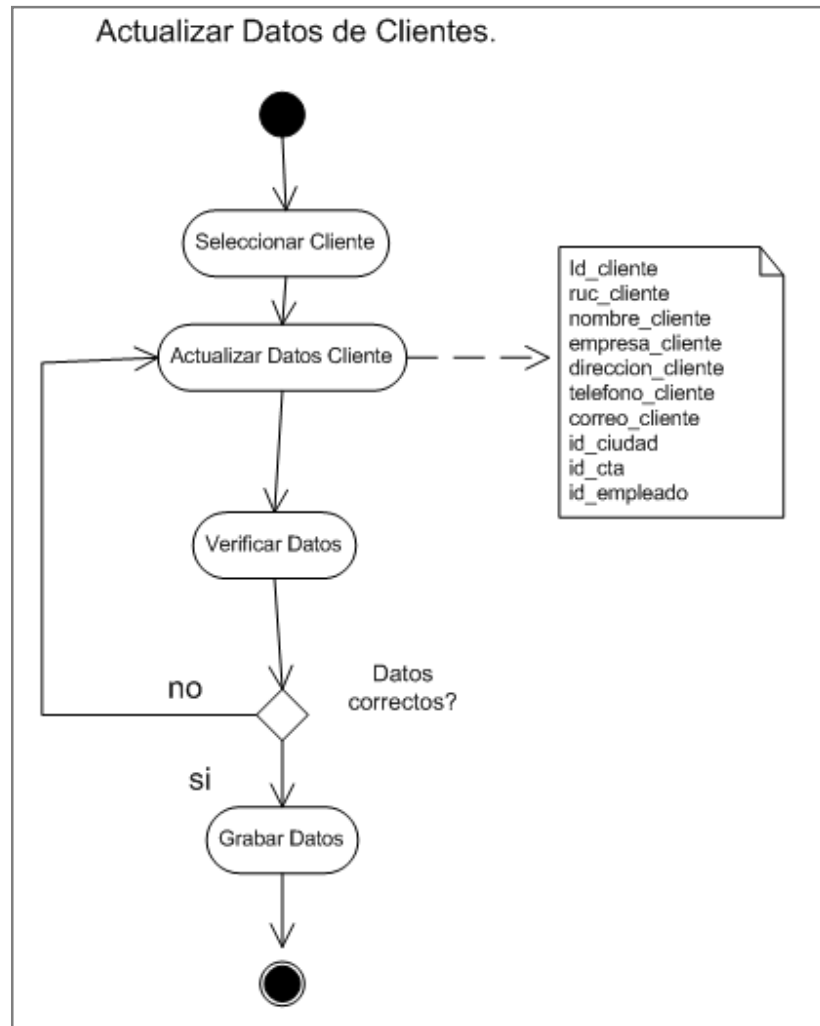 Actualizar Datos de Clientes.
Seleccionar Cliente
Actualizar Datos Cliente
Id_cliente
ruc_cliente
nombre_cliente
empresa_cliente
direccion_cliente
telefono_cliente
correo_cliente
id_ciudad
id_cta
id_empleado
Verificar Datos
Datos
correctos?
no
si
Grabar Datos